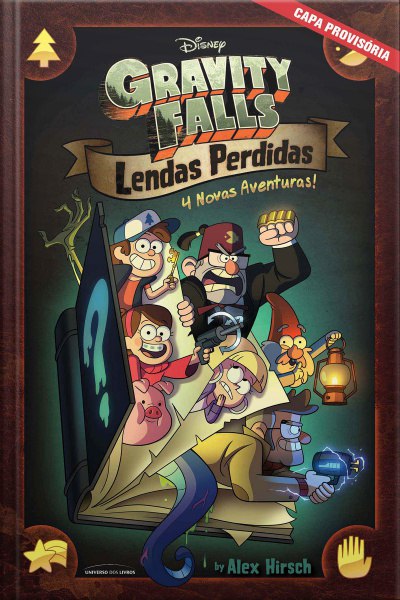 CAPA PROVISÓRIA
Disney
GRAVITY
FALLS
Lendas Perdidas
4 Novas Aventuras!
UNIVERSO DOS LIVROS
by Alex Hirsch